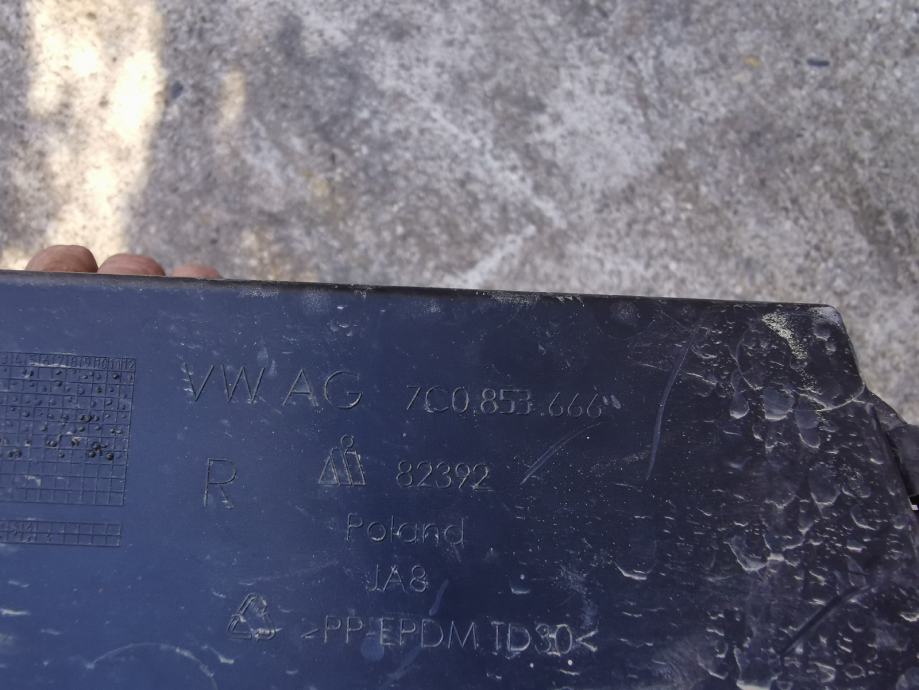 VW AG 7C0.853.666
R 82392
Poland
JA8
>PP-EPDM TD30<